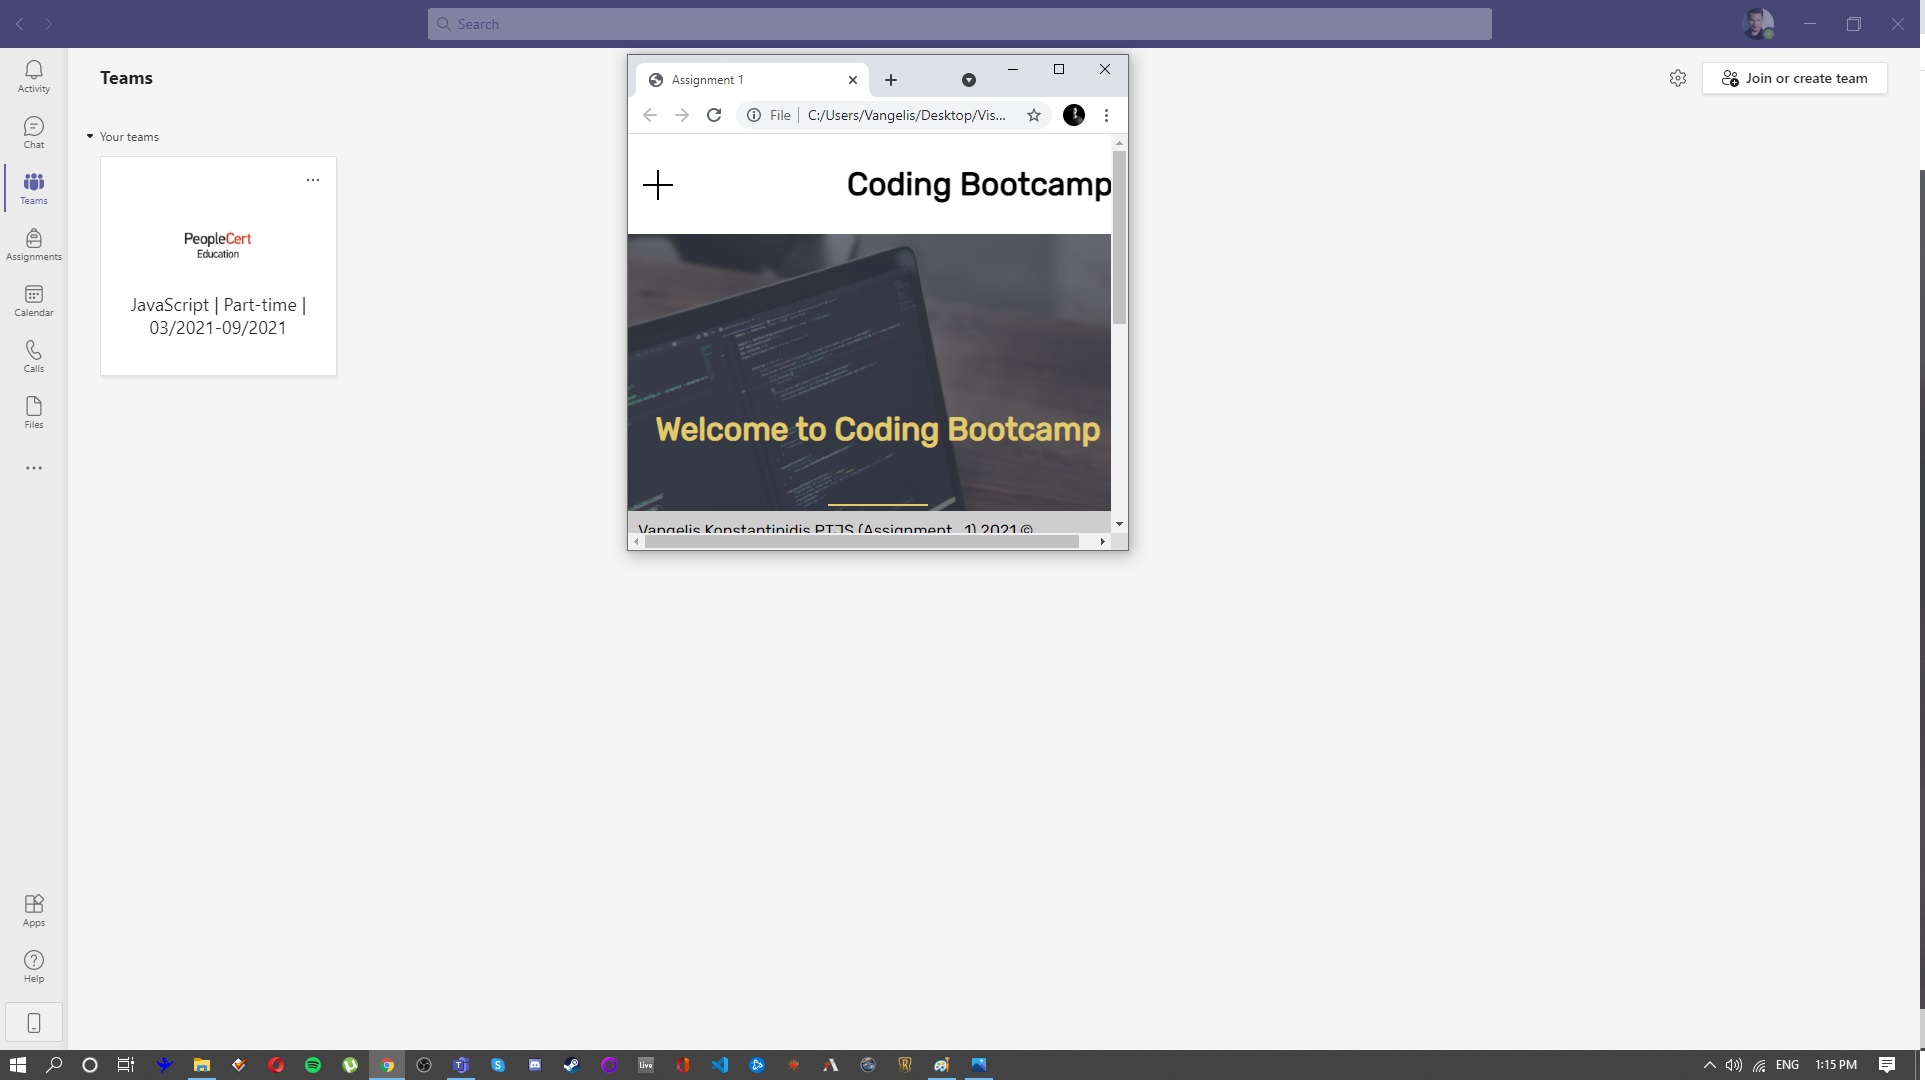 Search
Activity
Chat
Teams
Assignments
Calendar
Calls
Files
Apps
Help
Teams
Join or create team
Your teams
PeopleCert
Education
JavaScript | Part-time |
03/2021-09/2021
Assignment 1
File | C:/Users/Vangelis/Desktop/Vis...
Coding Bootcamp
Welcome to Coding Bootcamp
Vangelis Konstantinidis PTJS (Assignment_1) 2021 ©
live
ENG
1:15 PM